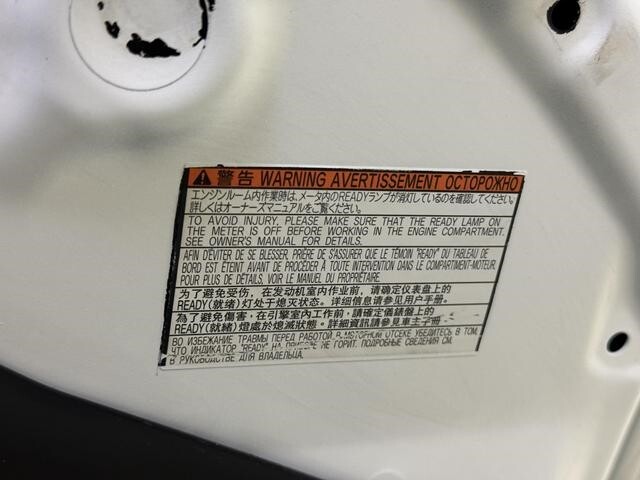 警告 WARNING AVERTISSEMENT ОСТОРОЖНО
エンジンルーム内作業時は、メータ内のREADYランプが消灯しているのを確認してください。
詳しくはオーナーズマニュアルをご覧ください。
TO AVOID INJURY, PLEASE MAKE SURE THAT THE READY LAMP ON
THE METER IS OFF BEFORE WORKING IN THE ENGINE COMPARTMENT.
SEE OWNER'S MANUAL FOR DETAILS.
AFIN D'ÉVITER DE SE BLESSER, PRIÈRE DE S'ASSURER QUE LE TÉMOIN "READY" DU TABLEAU DE
BORD EST ÉTEINT AVANT DE PROCÉDER À TOUTE INTERVENTION DANS LE COMPARTIMENT-MOTEUR.
POUR PLUS DE DÉTAILS, VOIR LE MANUEL DU PROPRIÉTAIRE.
为了避免受伤，在发动机室内作业前，请确定仪表盘上的
READY(就绪)灯处于熄灭状态。详细信息请参见用户手册。
為了避免傷害，在引擎室內工作前，請確定儀錶盤上的
READY(就緒)燈處於熄滅狀態。詳細資訊請參見車主手冊
ВО ИЗБЕЖАНИЕ ТРАВМЫ ПЕРЕД РАБОТОЙ В МОТОРНОМ ОТСЕКЕ УБЕДИТЕСЬ В ТОМ,
ЧТО ИНДИКАТОР "READY" НА ПРИБОРЕ НЕ ГОРИТ. ПОДРОБНЫЕ СВЕДЕНИЯ СМ.
В РУКОВОДСТВЕ ДЛЯ ВЛАДЕЛЬЦА.